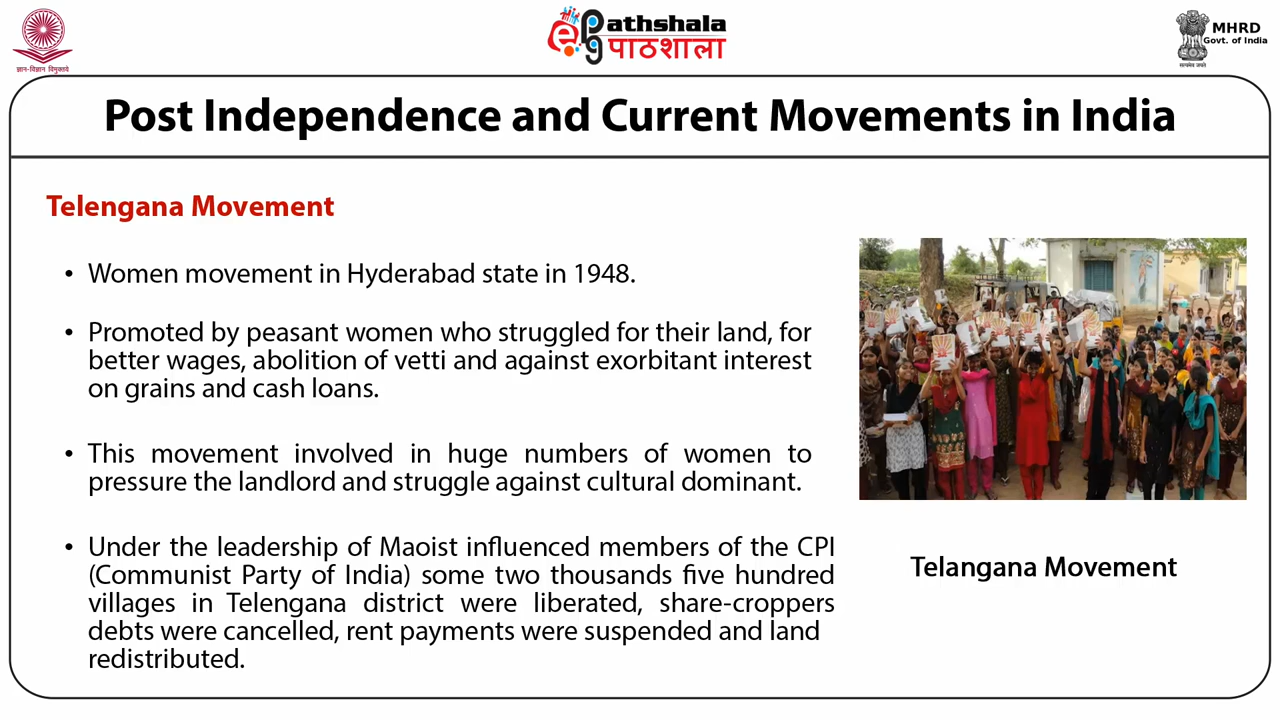 ज्ञान-विज्ञान विमुक्तये
epgathshala
पाठशाला
MHRD
Govt. of India
सत्यमेव जयते
Post Independence and Current Movements in India
Telengana Movement
• Women movement in Hyderabad state in 1948.
• Promoted by peasant women who struggled for their land, for
better wages, abolition of vetti and against exorbitant interest
on grains and cash loans.
• This movement involved in huge numbers of women to
pressure the landlord and struggle against cultural dominant.
• Under the leadership of Maoist influenced members of the CPI
(Communist Party of India) some two thousands five hundred
villages in Telengana district were liberated, share-croppers
debts were cancelled, rent payments were suspended and land
redistributed.
Telangana Movement